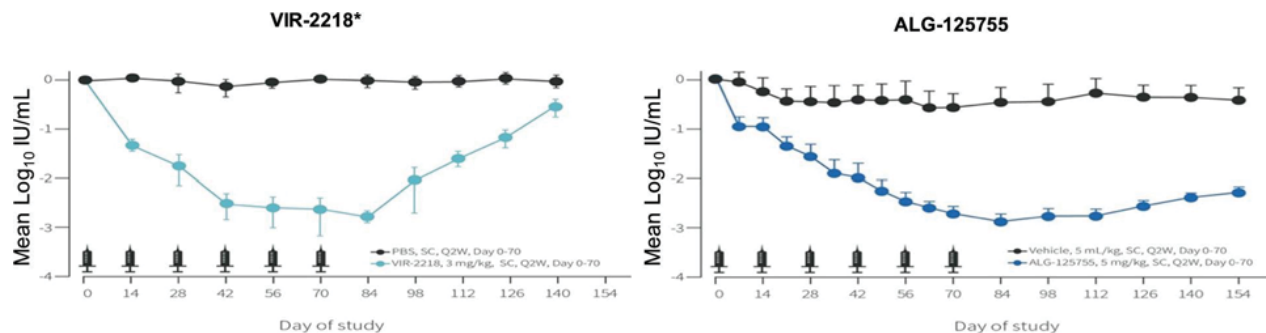 VIR-2218*
ALG-125755
Mean Log10 IU/mL
0
-1
-2
-3
-4
PBS, SC, Q2W, Day 0-70
VIR-2218, 3 mg/kg, SC, Q2W, Day 0-70
0 14 28 42 56 70 84 98 112 126 140 154
Day of study
Mean Log10 IU/mL
0
-1
-2
-3
-4
Vehicle, 5 mL/kg, SC, Q2W, Day 0-70
ALG-125755, 5 mg/kg, SC, Q2W, Day 0-70
0 14 28 42 56 70 84 98 112 126 140 154
Day of study